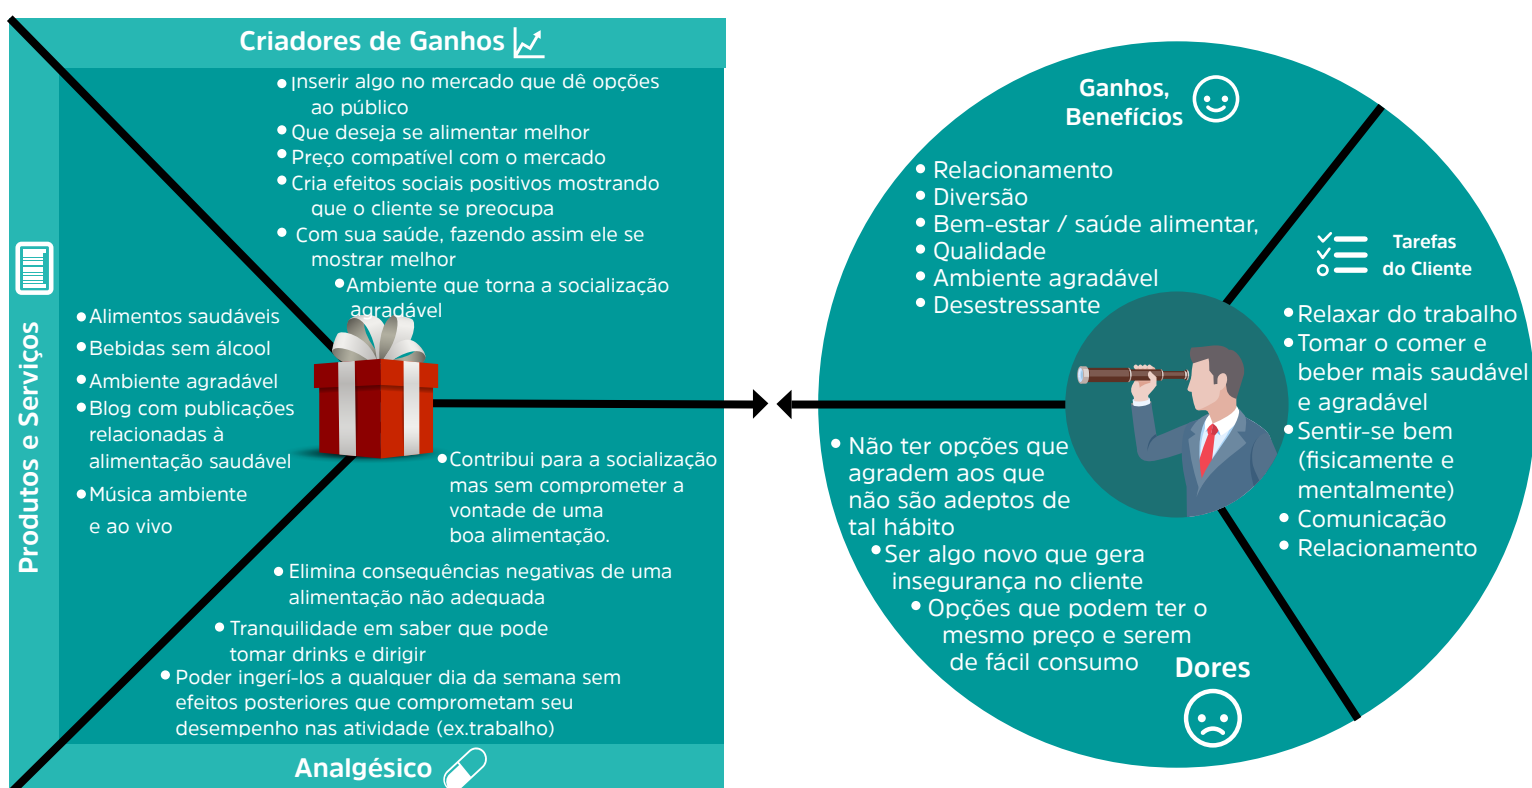 Criadores de Ganhos
• Inserir algo no mercado que dê opções
ao público
• Que deseja se alimentar melhor
• Preço compatível com o mercado
• Cria efeitos sociais positivos mostrando
que o cliente se preocupa
• Com sua saúde, fazendo assim ele se
mostrar melhor
• Ambiente que torna a socialização
agradável
Produtos e Serviços
• Alimentos saudáveis
• Bebidas sem álcool
• Ambiente agradável
• Blog com publicações
relacionadas à
alimentação saudável
• Música ambiente
e ao vivo
• Contribui para a socialização
mas sem comprometer a
vontade de uma
boa alimentação.
• Elimina consequências negativas de uma
alimentação não adequada
• Tranquilidade em saber que pode
tomar drinks e dirigir
• Poder ingerí-los a qualquer dia da semana sem
efeitos posteriores que comprometam seu
desempenho nas atividade (ex.trabalho)
Analgésico
Ganhos,
Benefícios
• Relacionamento
• Diversão
• Bem-estar / saúde alimentar,
• Qualidade
• Ambiente agradável
• Desestressante
Tarefas
do Cliente
• Relaxar do trabalho
• Tomar o comer e
beber mais saudável
e agradável
• Sentir-se bem
(fisicamente e
mentalmente)
• Comunicação
• Relacionamento
• Não ter opções que
agradem aos que
não são adeptos de
tal hábito
• Ser algo novo que gera
insegurança no cliente
• Opções que podem ter o
mesmo preço e serem
de fácil consumo
Dores